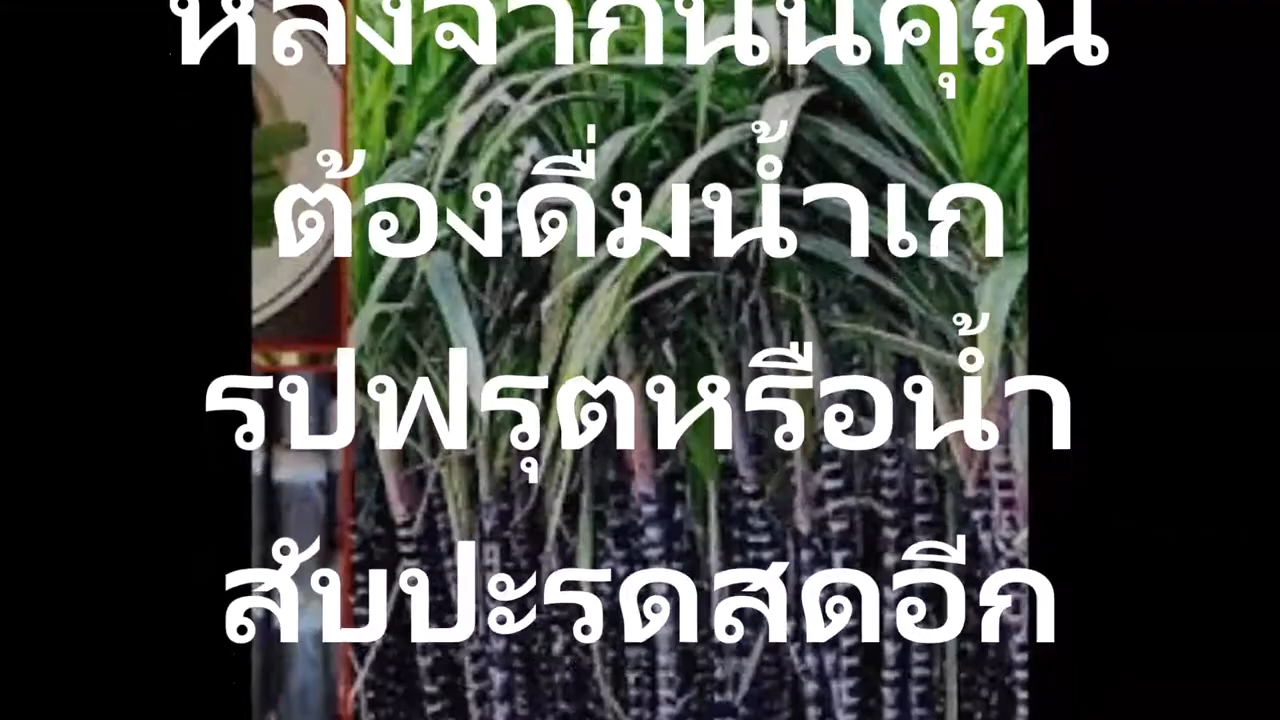 หลังจากนั้นคุณ
ต้องดื่มน้ำเก
รปฟรุตหรือน้ำ
สับปะรดสดอีก